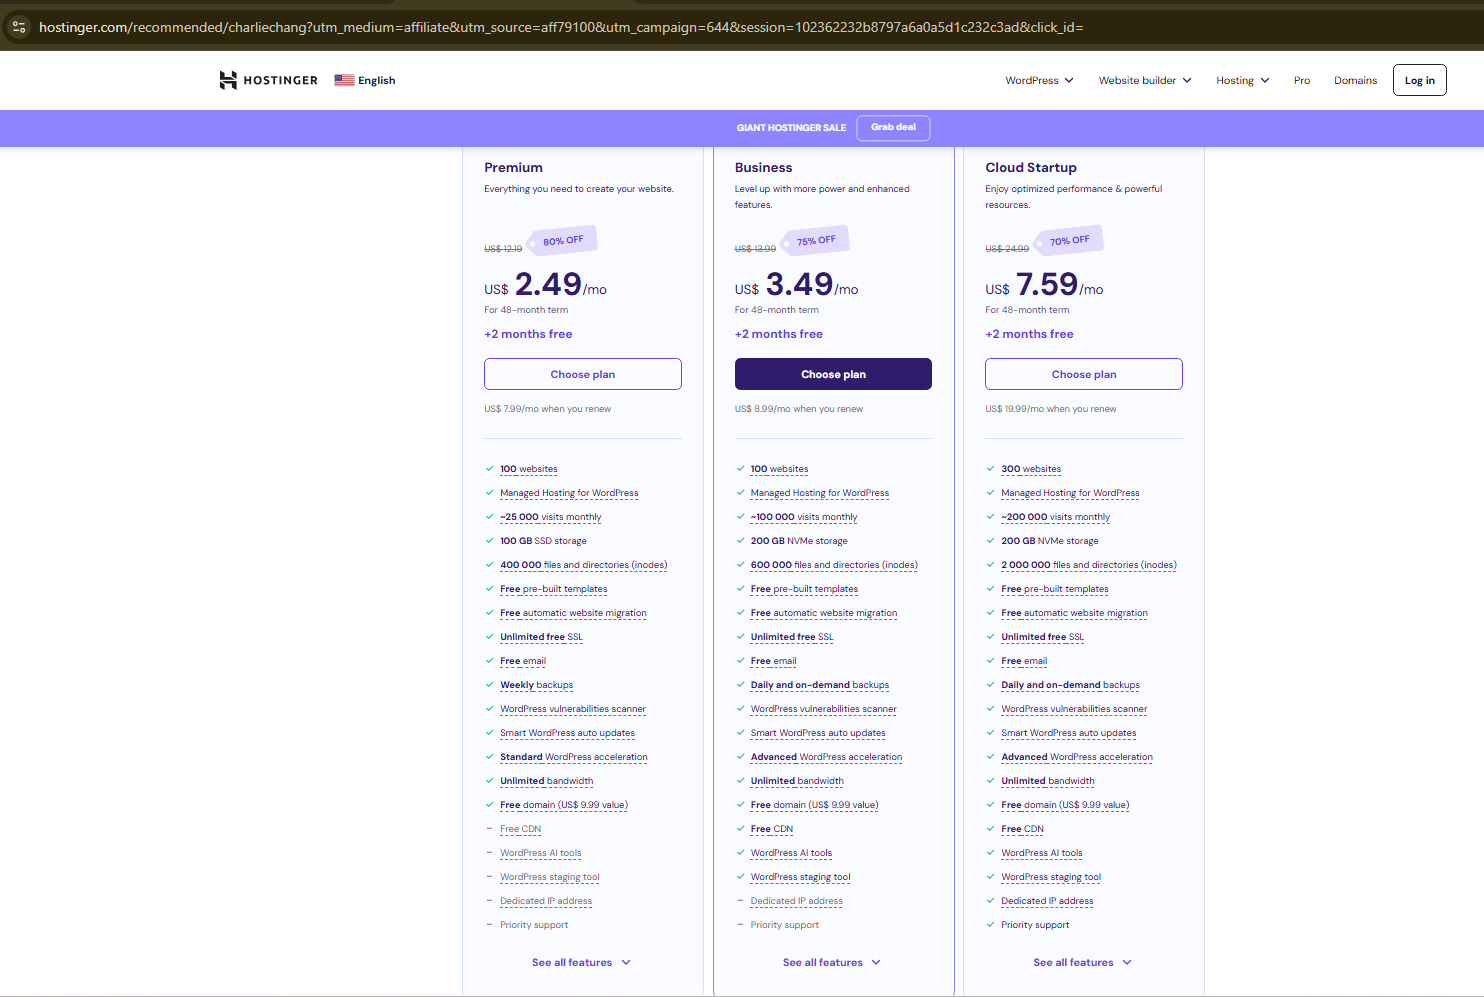 hostinger.com/recommended/charliechang?utm_medium=affiliate&utm_source=aff79100&utm_campaign=644&session=102362232b8797a6a0a5d1c232c3ad&click_id=
HOSTINGER English WordPress Website builder Hosting Pro Domains Log in
GIANT HOSTINGER SALE Grab deal
Premium
Everything you need to create your website.
US$ 12.19 80% OFF
US$ 2.49/mo
For 48-month term
+2 months free
Choose plan
US$ 7.99/mo when you renew
100 websites
Managed Hosting for WordPress
~25 000 visits monthly
100 GB SSD storage
400 000 files and directories (inodes)
Free pre-built templates
Free automatic website migration
Unlimited free SSL
Free email
Weekly backups
WordPress vulnerabilities scanner
Smart WordPress auto updates
Standard WordPress acceleration
Unlimited bandwidth
Free domain (US$ 9.99 value)
Free CDN
WordPress AI tools
WordPress staging tool
Dedicated IP address
Priority support
See all features
Business
Level up with more power and enhanced
features.
US$ 13.99 75% OFF
US$ 3.49/mo
For 48-month term
+2 months free
Choose plan
US$ 8.99/mo when you renew
100 websites
Managed Hosting for WordPress
~100 000 visits monthly
200 GB NVMe storage
600 000 files and directories (inodes)
Free pre-built templates
Free automatic website migration
Unlimited free SSL
Free email
Daily and on-demand backups
WordPress vulnerabilities scanner
Smart WordPress auto updates
Advanced WordPress acceleration
Unlimited bandwidth
Free domain (US$ 9.99 value)
Free CDN
WordPress AI tools
WordPress staging tool
Dedicated IP address
Priority support
See all features
Cloud Startup
Enjoy optimized performance & powerful
resources.
US$ 24.99 70% OFF
US$ 7.59/mo
For 48-month term
+2 months free
Choose plan
US$ 19.99/mo when you renew
300 websites
Managed Hosting for WordPress
~200 000 visits monthly
200 GB NVMe storage
2 000 000 files and directories (inodes)
Free pre-built templates
Free automatic website migration
Unlimited free SSL
Free email
Daily and on-demand backups
WordPress vulnerabilities scanner
Smart WordPress auto updates
Advanced WordPress acceleration
Unlimited bandwidth
Free domain (US$ 9.99 value)
Free CDN
WordPress AI tools
WordPress staging tool
Dedicated IP address
Priority support
See all features